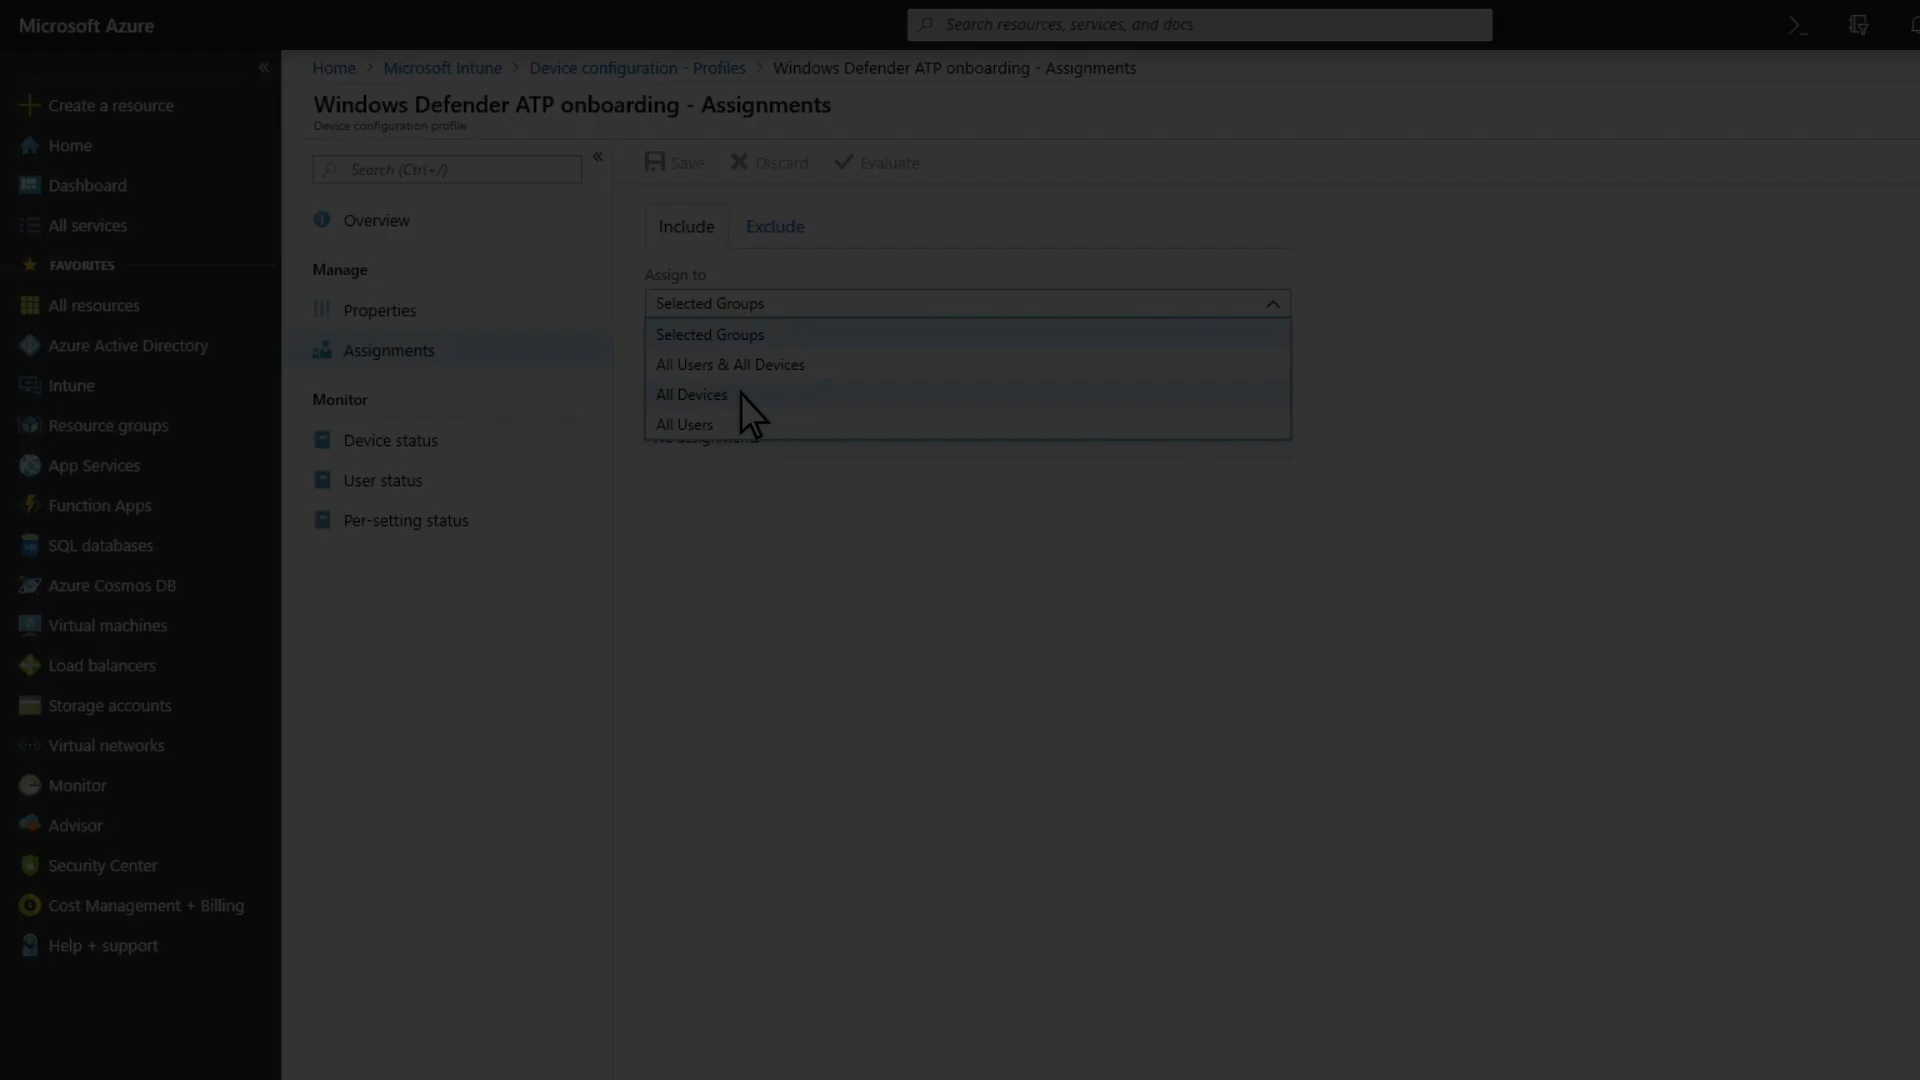 Microsoft Azure
Search resources, services, and docs
Create a resource
Home
Dashboard
All services
FAVORITES
All resources
Azure Active Directory
Intune
Resource groups
App Services
Function Apps
SQL databases
Azure Cosmos DB
Virtual machines
Load balancers
Storage accounts
Virtual networks
Monitor
Advisor
Security Center
Cost Management + Billing
Help + support
Home > Microsoft Intune > Device configuration - Profiles > Windows Defender ATP onboarding - Assignments
Windows Defender ATP onboarding - Assignments
Device configuration profile
Search (Ctrl+/)
Overview
Manage
Properties
Assignments
Monitor
Device status
User status
Per-setting status
Save Discard Evaluate
Include Exclude
Assign to
Selected Groups
Selected Groups
All Users & All Devices
All Devices
All Users